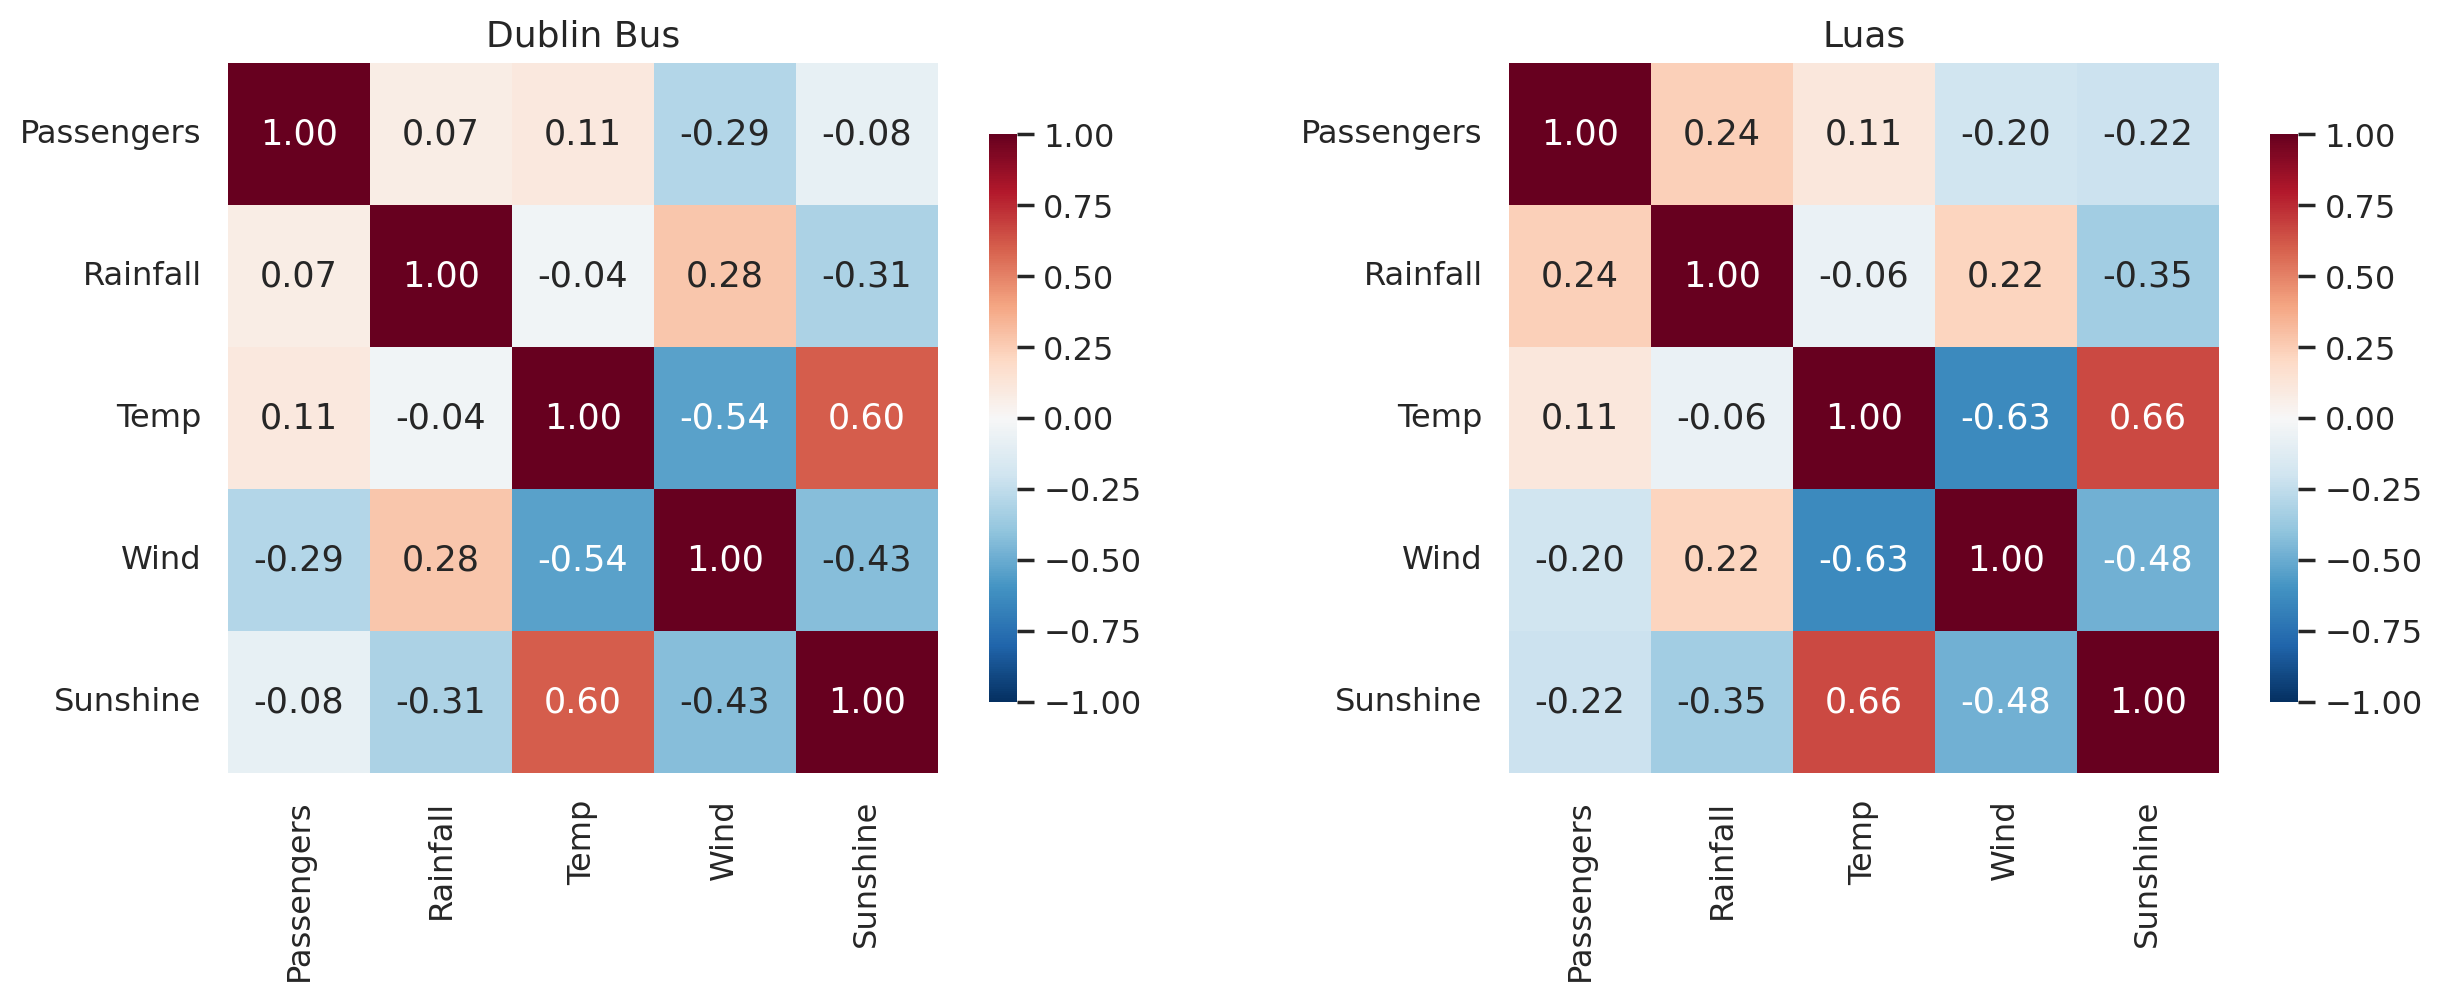 Dublin Bus
Passengers 1.00 0.07 0.11 -0.29 -0.08
Rainfall 0.07 1.00 -0.04 0.28 -0.31
Temp 0.11 -0.04 1.00 -0.54 0.60
Wind -0.29 0.28 -0.54 1.00 -0.43
Sunshine -0.08 -0.31 0.60 -0.43 1.00
Passengers Rainfall Temp Wind Sunshine
1.00
0.75
0.50
0.25
0.00
−0.25
−0.50
−0.75
−1.00
Luas
Passengers 1.00 0.24 0.11 -0.20 -0.22
Rainfall 0.24 1.00 -0.06 0.22 -0.35
Temp 0.11 -0.06 1.00 -0.63 0.66
Wind -0.20 0.22 -0.63 1.00 -0.48
Sunshine -0.22 -0.35 0.66 -0.48 1.00
Passengers Rainfall Temp Wind Sunshine
1.00
0.75
0.50
0.25
0.00
−0.25
−0.50
−0.75
−1.00